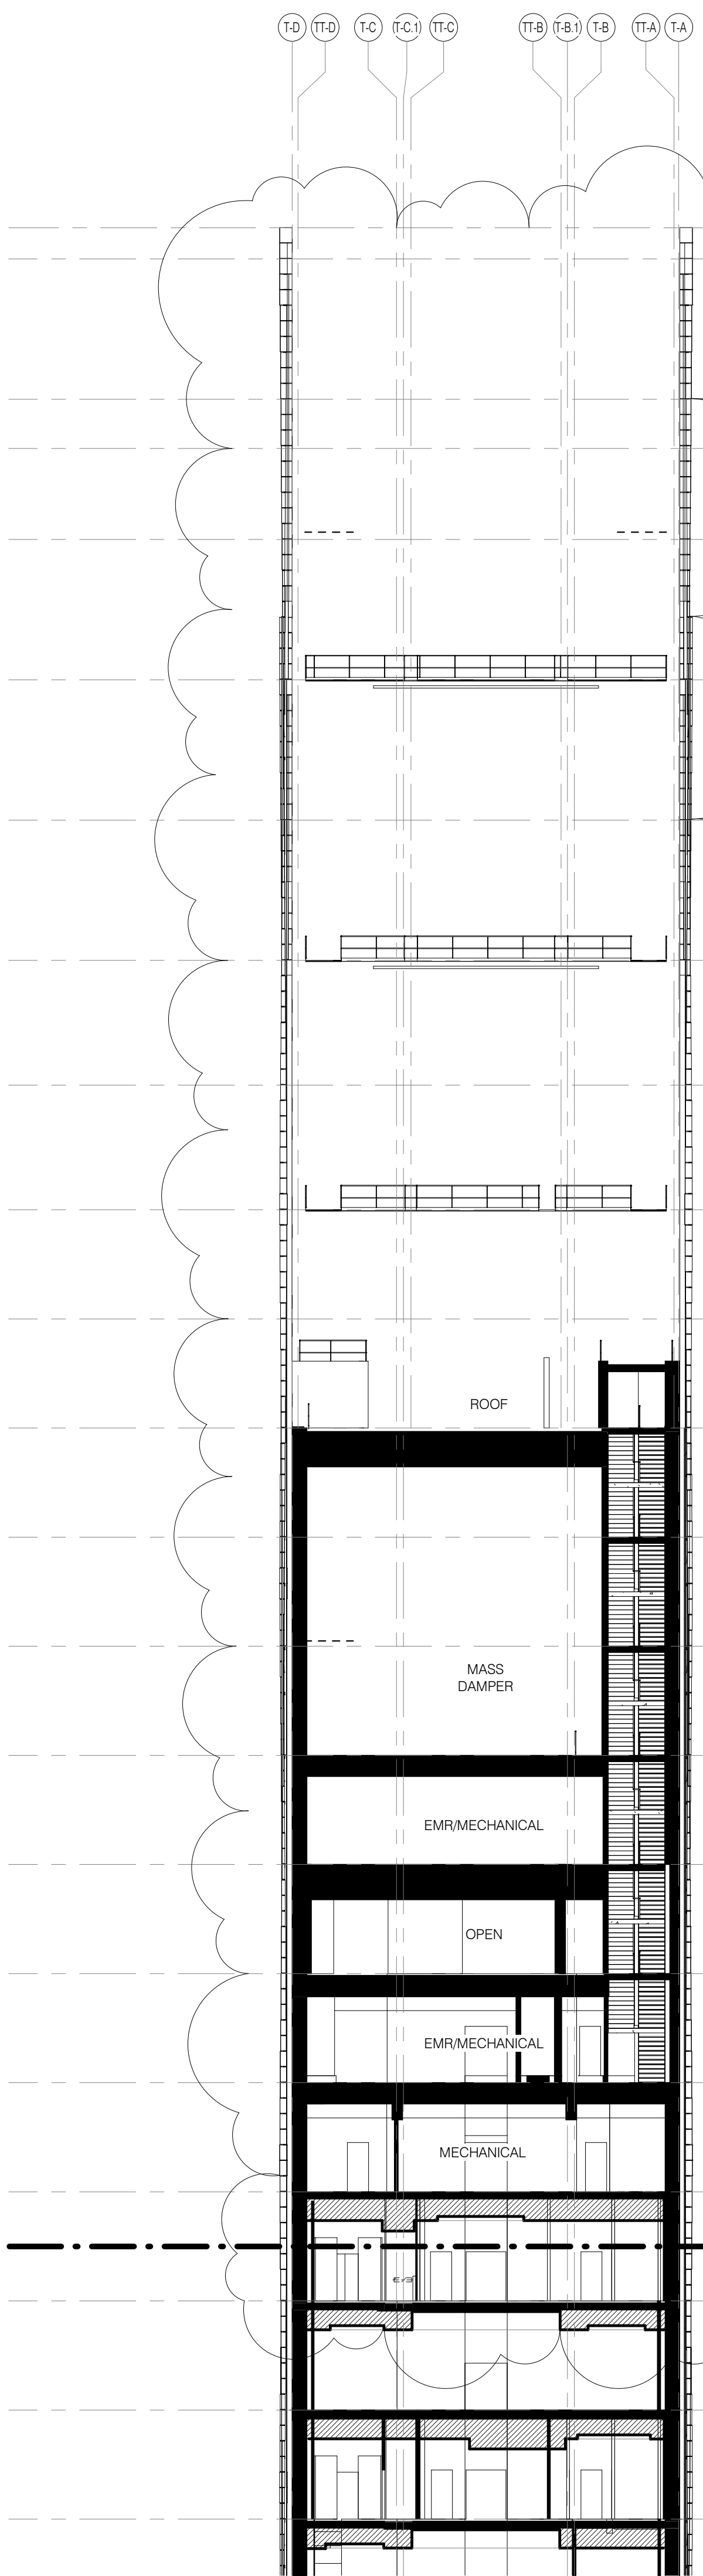 T-D
TT-D
T-C
T-C.1
TT-C
TT-B
T-B.1
T-B
TT-A
T-A
ROOF
MASS
DAMPER
EMR/MECHANICAL
OPEN
EMR/MECHANICAL
MECHANICAL